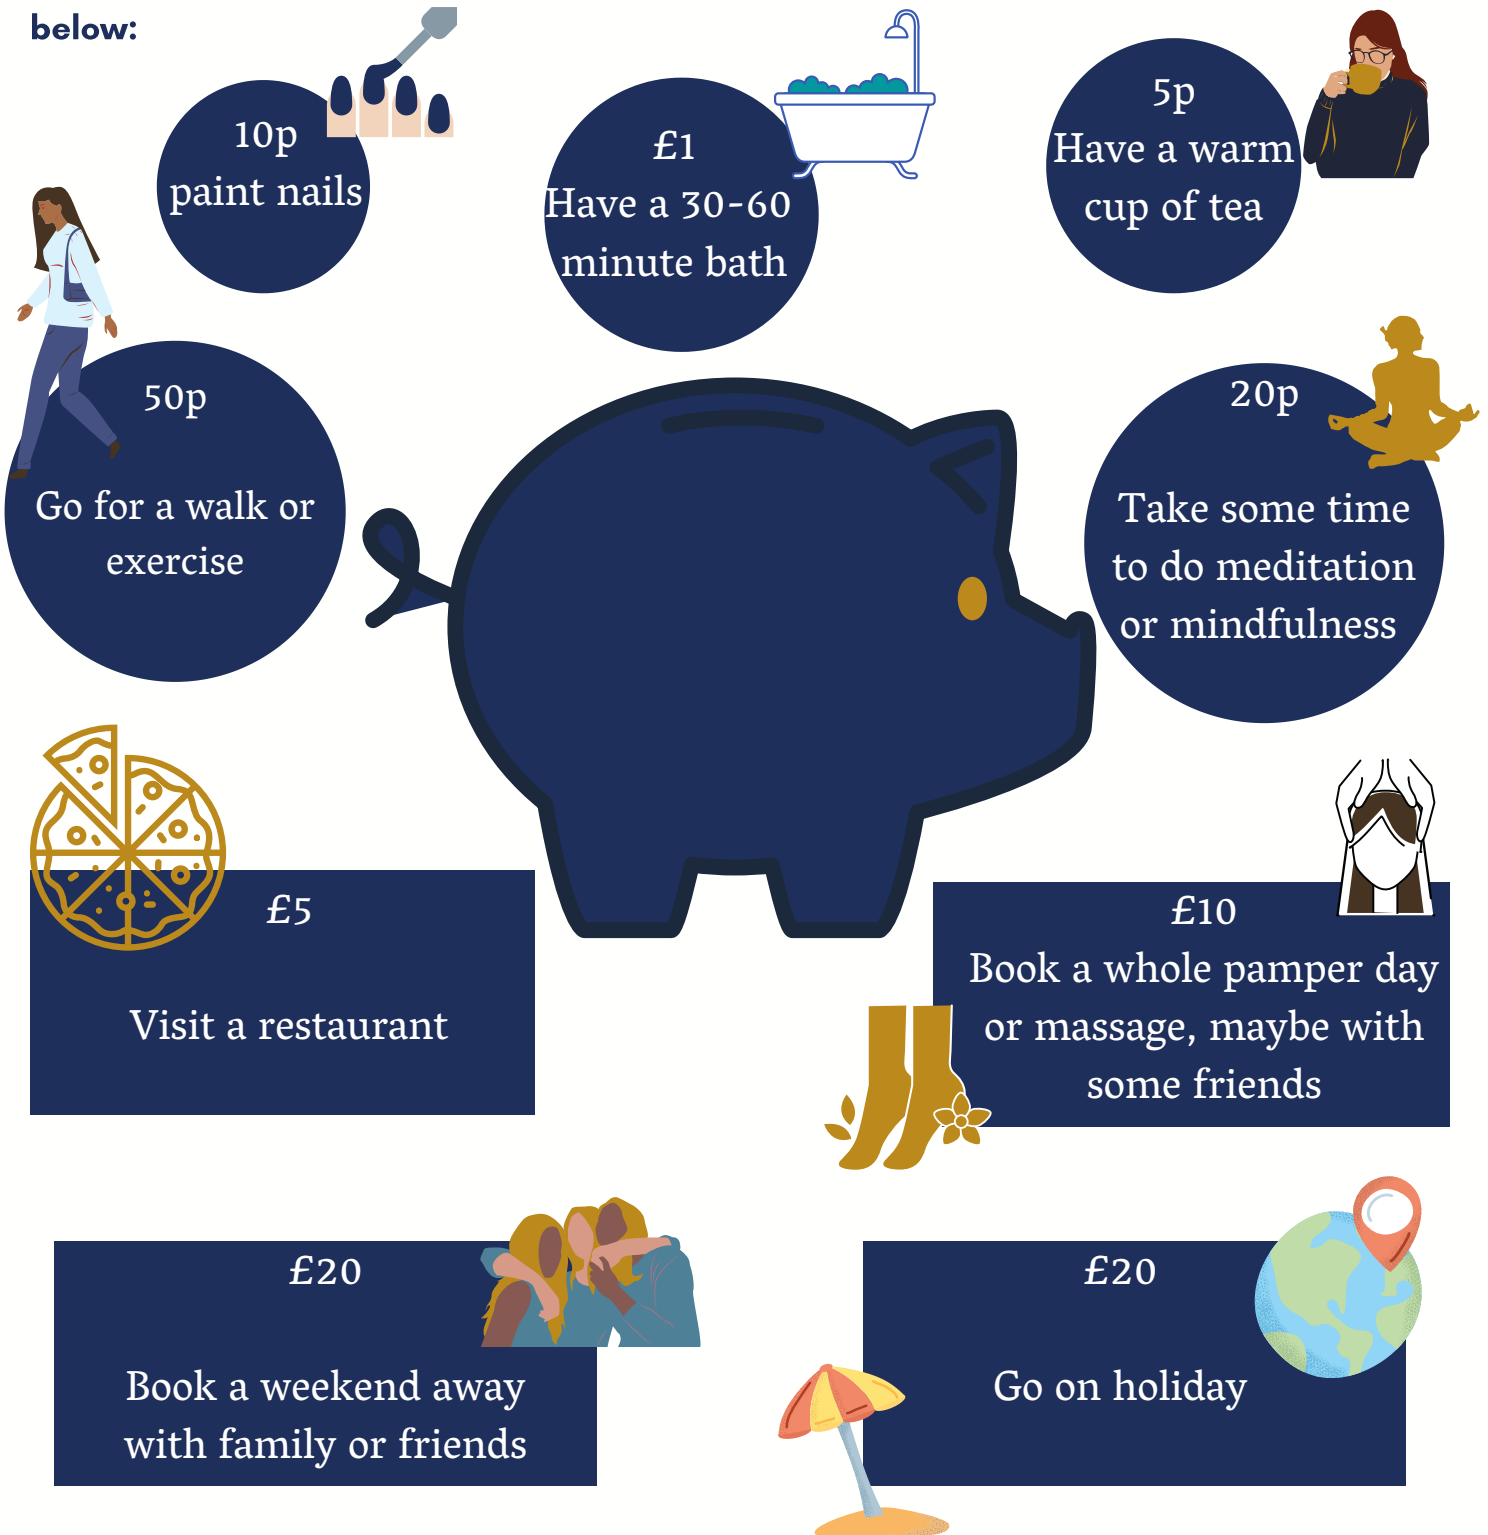 below:
10p
paint nails
£1
Have a 30-60
minute bath
5p
Have a warm
cup of tea
50p
Go for a walk or
exercise
20p
Take some time
to do meditation
or mindfulness
£5
Visit a restaurant
£10
Book a whole pamper day
or massage, maybe with
some friends
£20
Book a weekend away
with family or friends
£20
Go on holiday